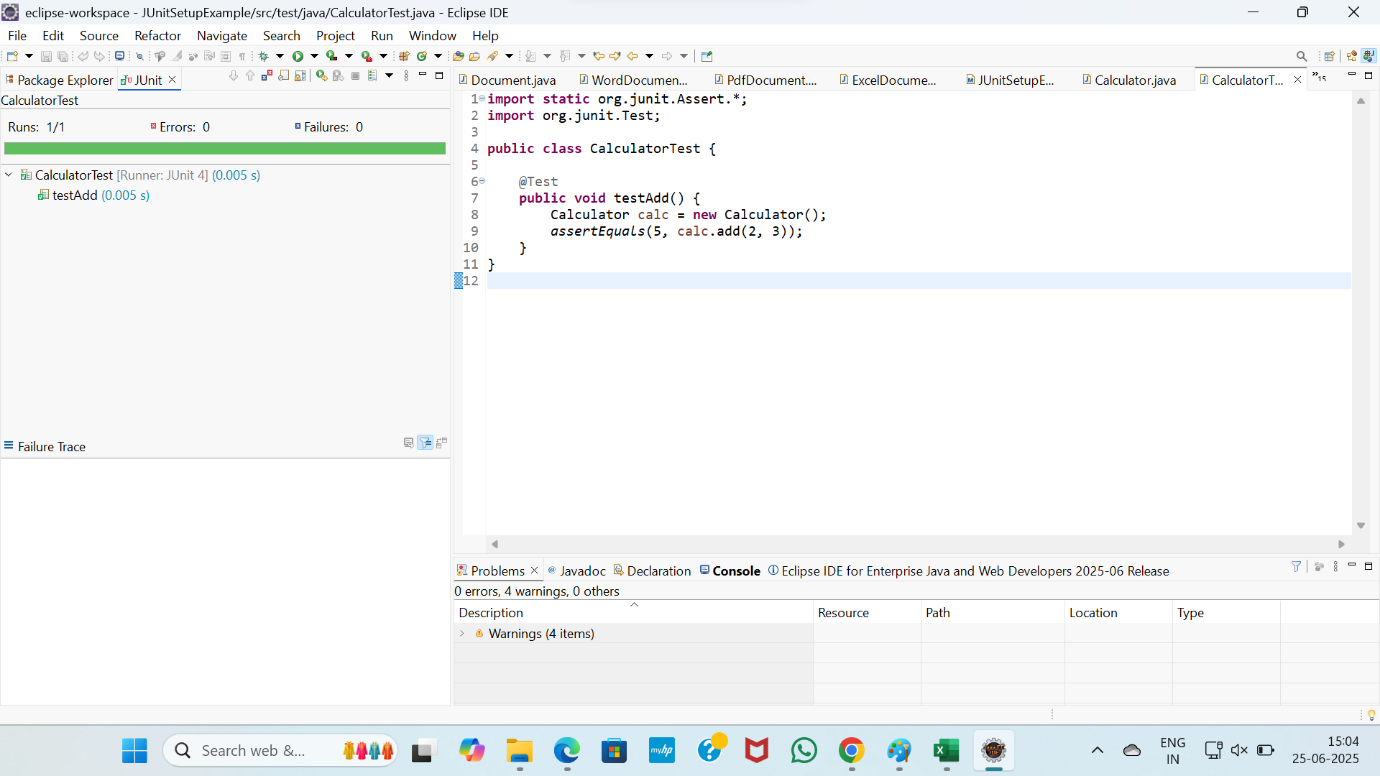 eclipse-workspace - JUnitSetupExample/src/test/java/CalculatorTest.java - Eclipse IDE
File Edit Source Refactor Navigate Search Project Run Window Help
Package Explorer JUnit
CalculatorTest
Runs: 1/1 Errors: 0 Failures: 0
CalculatorTest [Runner: JUnit 4] (0.005 s)
testAdd (0.005 s)
Failure Trace
Document.java WordDocumen... PdfDocument.... ExcelDocume... JUnitSetupE... Calculator.java CalculatorT... »15
1 import static org.junit.Assert.*;
2 import org.junit.Test;
3
4 public class CalculatorTest {
5
6 @Test
7 public void testAdd() {
8 Calculator calc = new Calculator();
9 assertEquals(5, calc.add(2, 3));
10 }
11 }
12
Problems Javadoc Declaration Console Eclipse IDE for Enterprise Java and Web Developers 2025-06 Release
0 errors, 4 warnings, 0 others
Description Resource Path Location Type
Warnings (4 items)
Search web &...
myhp
ENG
IN
15:04
25-06-2025